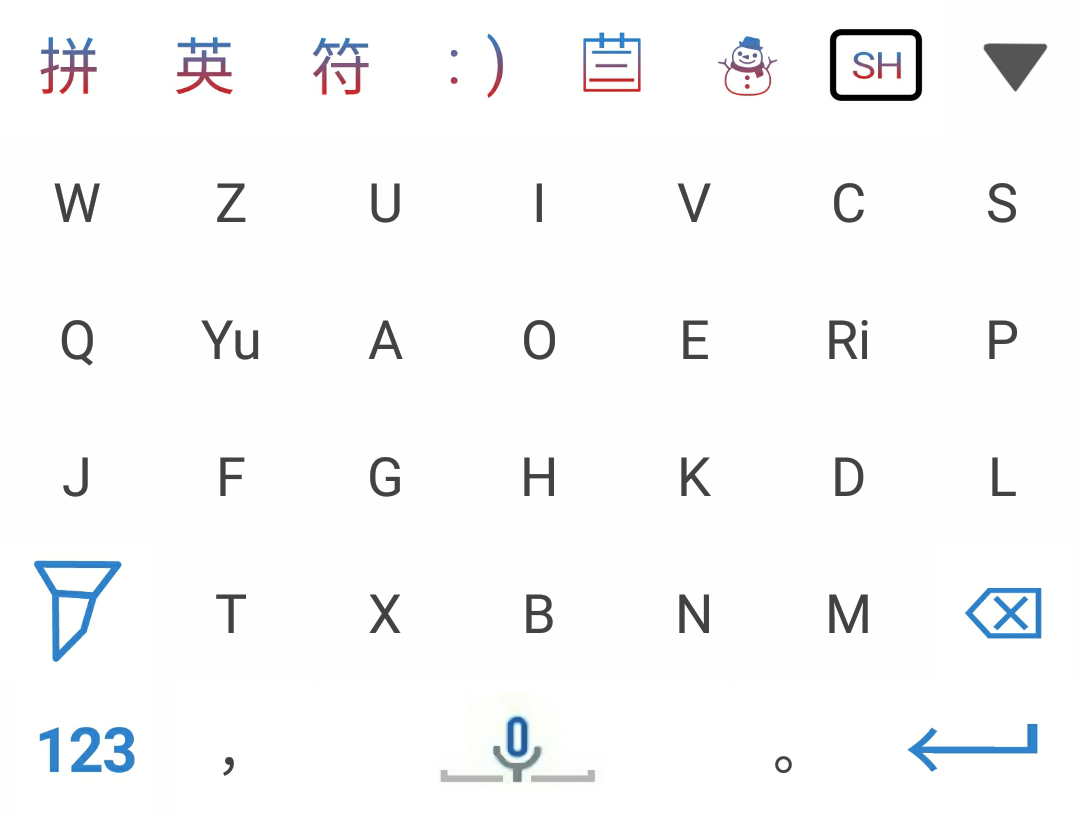 拼 英 符 :) SH
W Z U I V C S
Q Yu A O E Ri P
J F G H K D L
T X B N M
123 ， 。